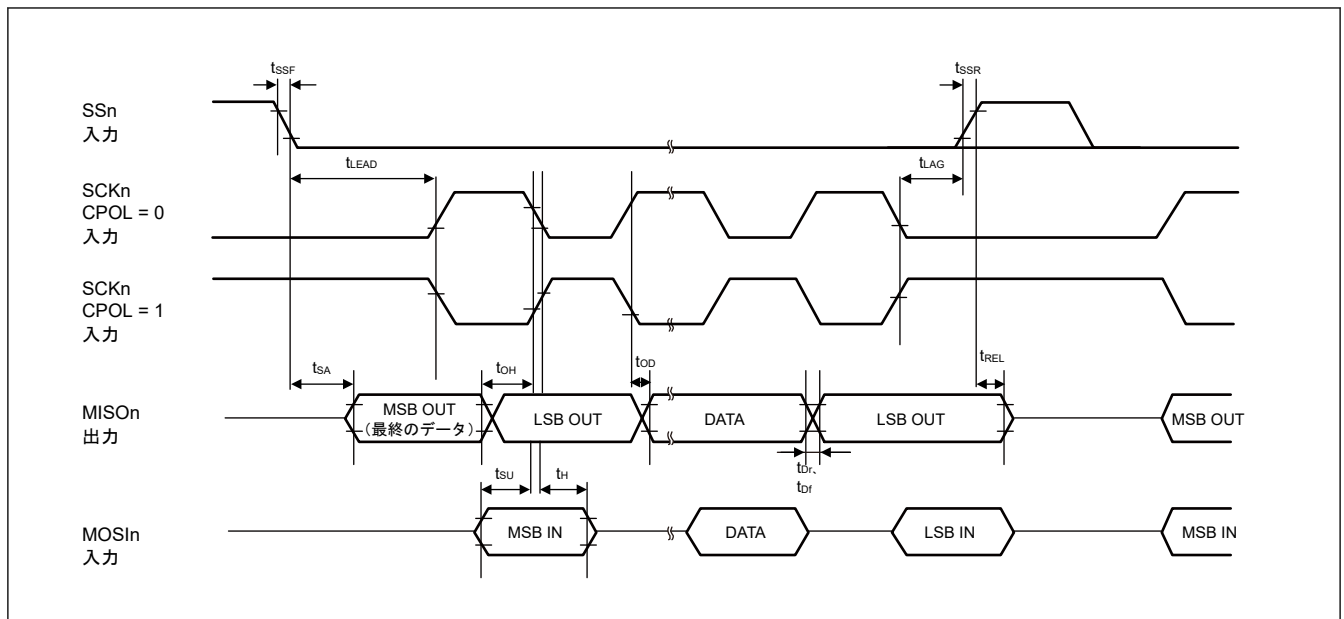 tSSF
tSSR
SSn
入力
tLEAD
tLAG
SCKn
CPOL = 0
入力
SCKn
CPOL = 1
入力
tSA
tOH
tOD
tREL
MISOn
出力
MSB OUT
(最終のデータ)
LSB OUT
DATA
LSB OUT
MSB OUT
tSU
tH
tDr、
tDf
MOSIn
入力
MSB IN
DATA
LSB IN
MSB IN